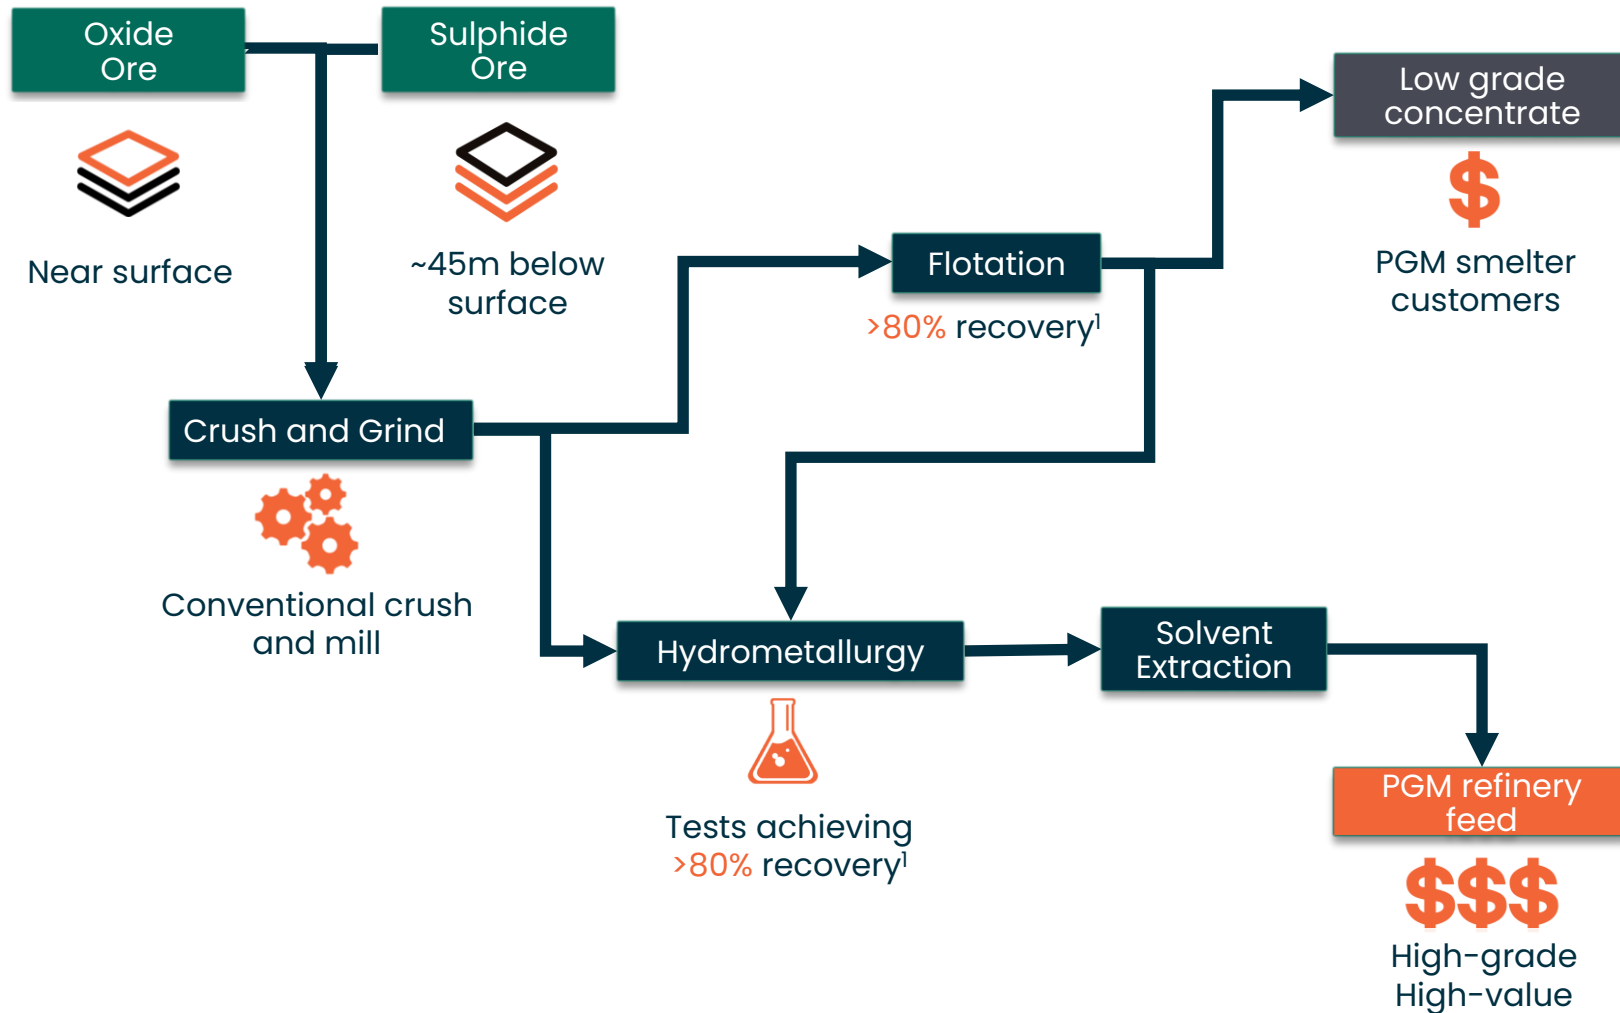 Oxide
Ore
Sulphide
Ore
Near surface
~45m below
surface
Low grade
concentrate
$
PGM smelter
customers
Flotation
>80% recovery¹
Crush and Grind
Conventional crush
and mill
Hydrometallurgy
Tests achieving
>80% recovery¹
Solvent
Extraction
PGM refinery
feed
$$$
High-grade
High-value